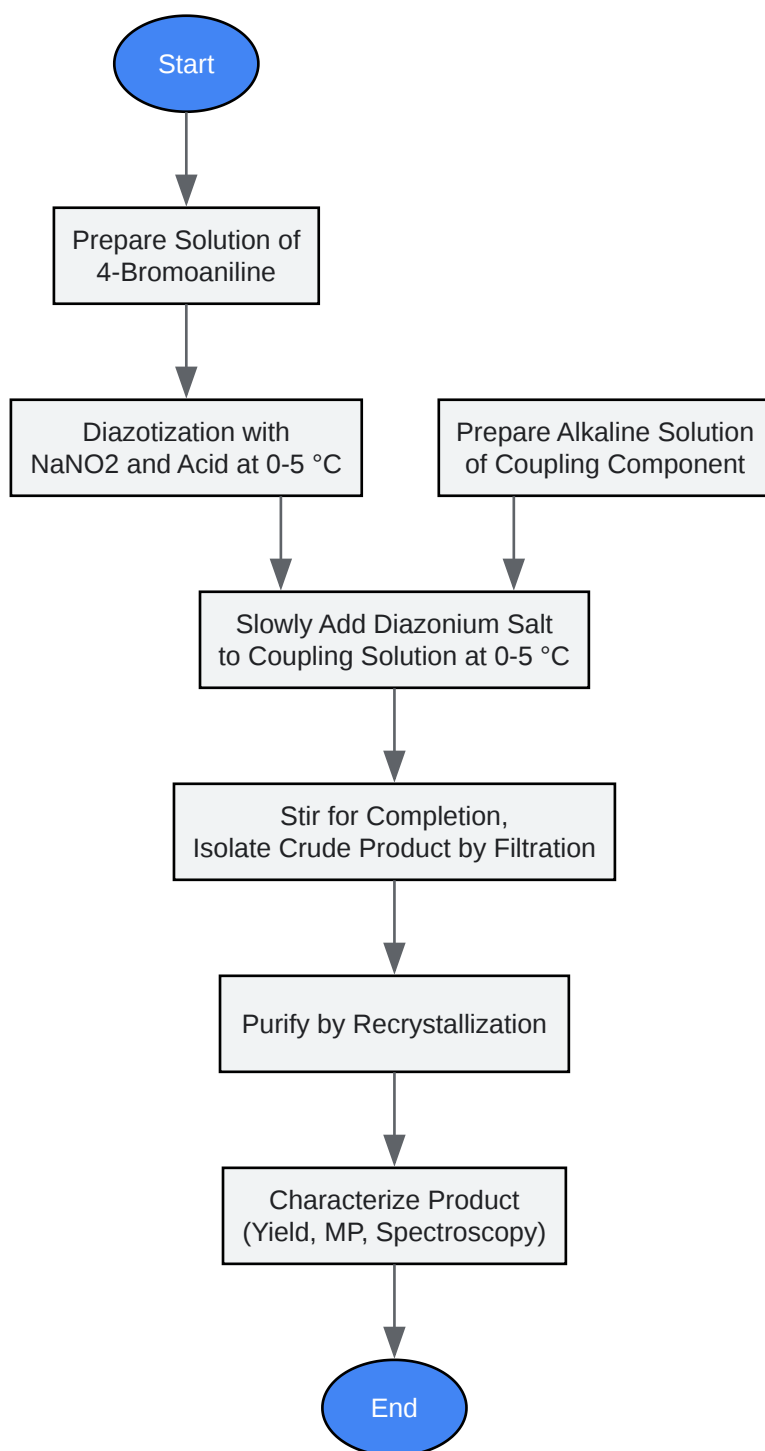 Start
Prepare Solution of
4-Bromoaniline
Diazotization with
NaNO2 and Acid at 0-5 °C
Prepare Alkaline Solution
of Coupling Component
Slowly Add Diazonium Salt
to Coupling Solution at 0-5 °C
Stir for Completion,
Isolate Crude Product by Filtration
Purify by Recrystallization
Characterize Product
(Yield, MP, Spectroscopy)
End